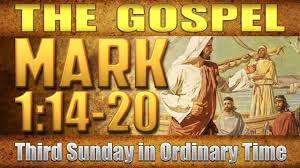 THE GOSPEL
MARK
1:14-20
Third Sunday in Ordinary Time